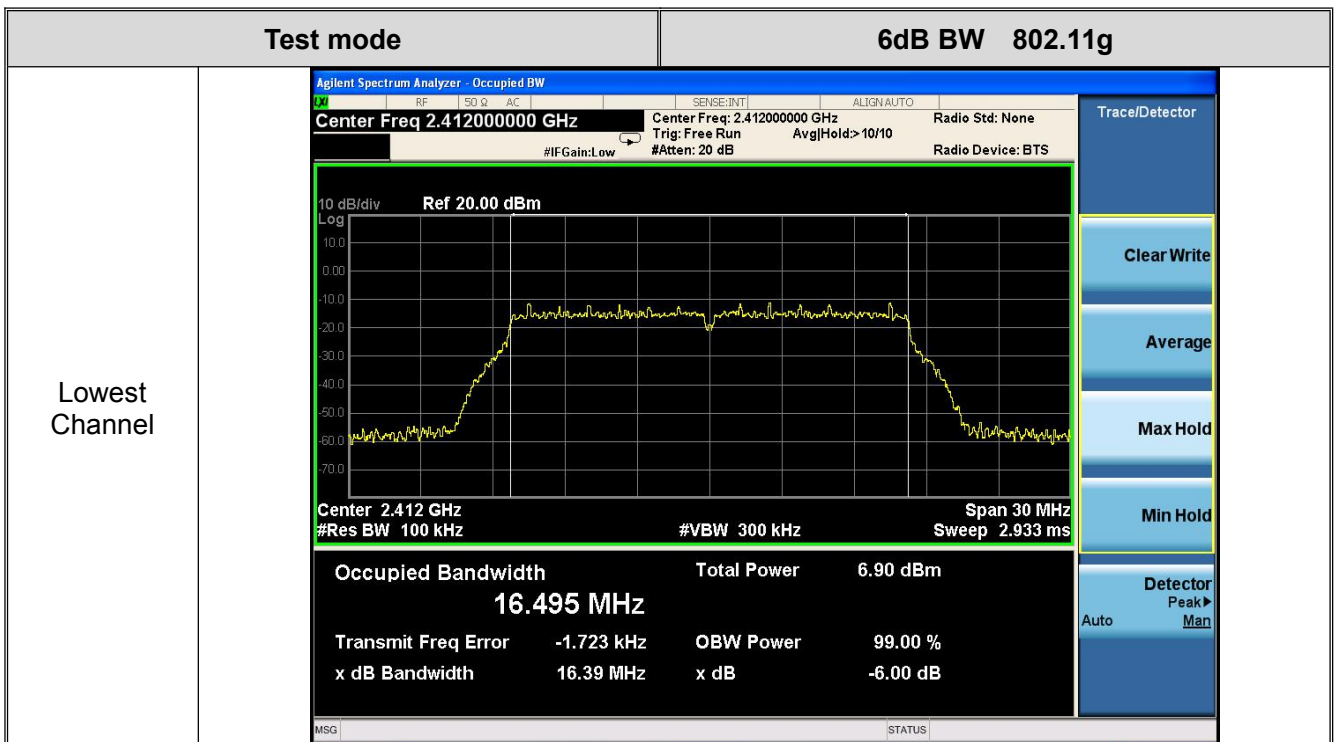 Test mode 6dB BW 802.11g
Lowest
Channel
Agilent Spectrum Analyzer - Occupied BW
LXI RF 50 Ω AC SENSE:INT ALIGN AUTO
Center Freq 2.412000000 GHz Center Freq: 2.412000000 GHz Radio Std: None
Trig: Free Run Avg|Hold:> 10/10
#IFGain:Low #Atten: 20 dB Radio Device: BTS
10 dB/div Ref 20.00 dBm
Log
10.0
0.00
-10.0
-20.0
-30.0
-40.0
-50.0
-60.0
-70.0
Center 2.412 GHz Span 30 MHz
#Res BW 100 kHz #VBW 300 kHz Sweep 2.933 ms
Occupied Bandwidth Total Power 6.90 dBm
16.495 MHz
Transmit Freq Error -1.723 kHz OBW Power 99.00 %
x dB Bandwidth 16.39 MHz x dB -6.00 dB
MSG STATUS
Trace/Detector
Clear Write
Average
Max Hold
Min Hold
Detector
Peak▶
Auto Man